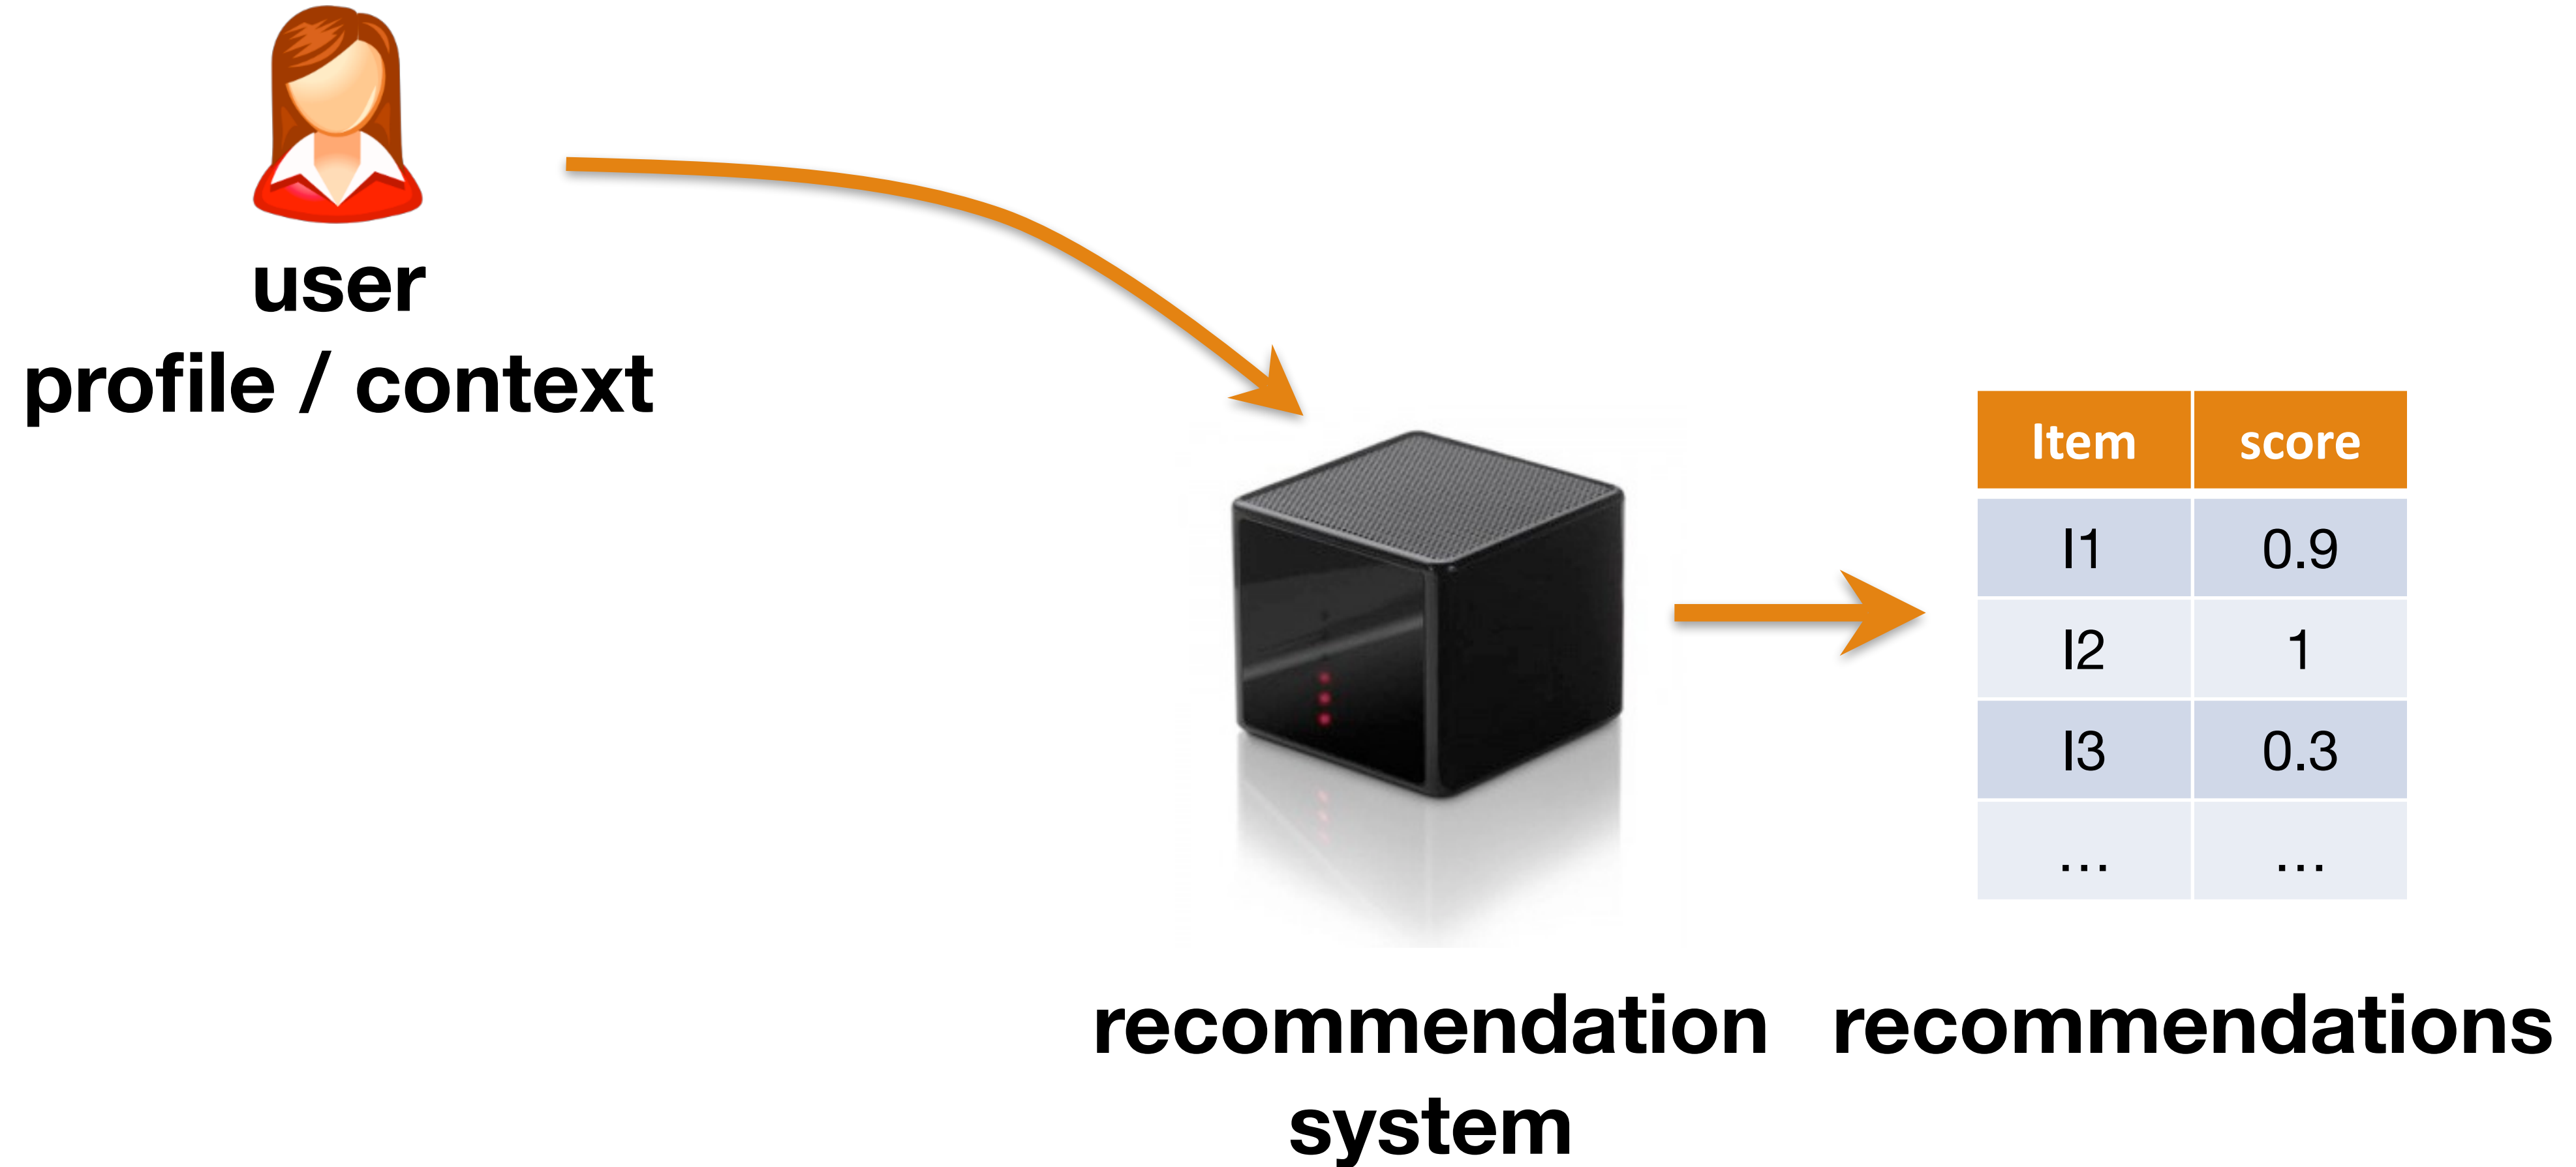 user
profile / context
Item score
I1 0.9
I2 1
I3 0.3
... ...
recommendation
system
recommendations